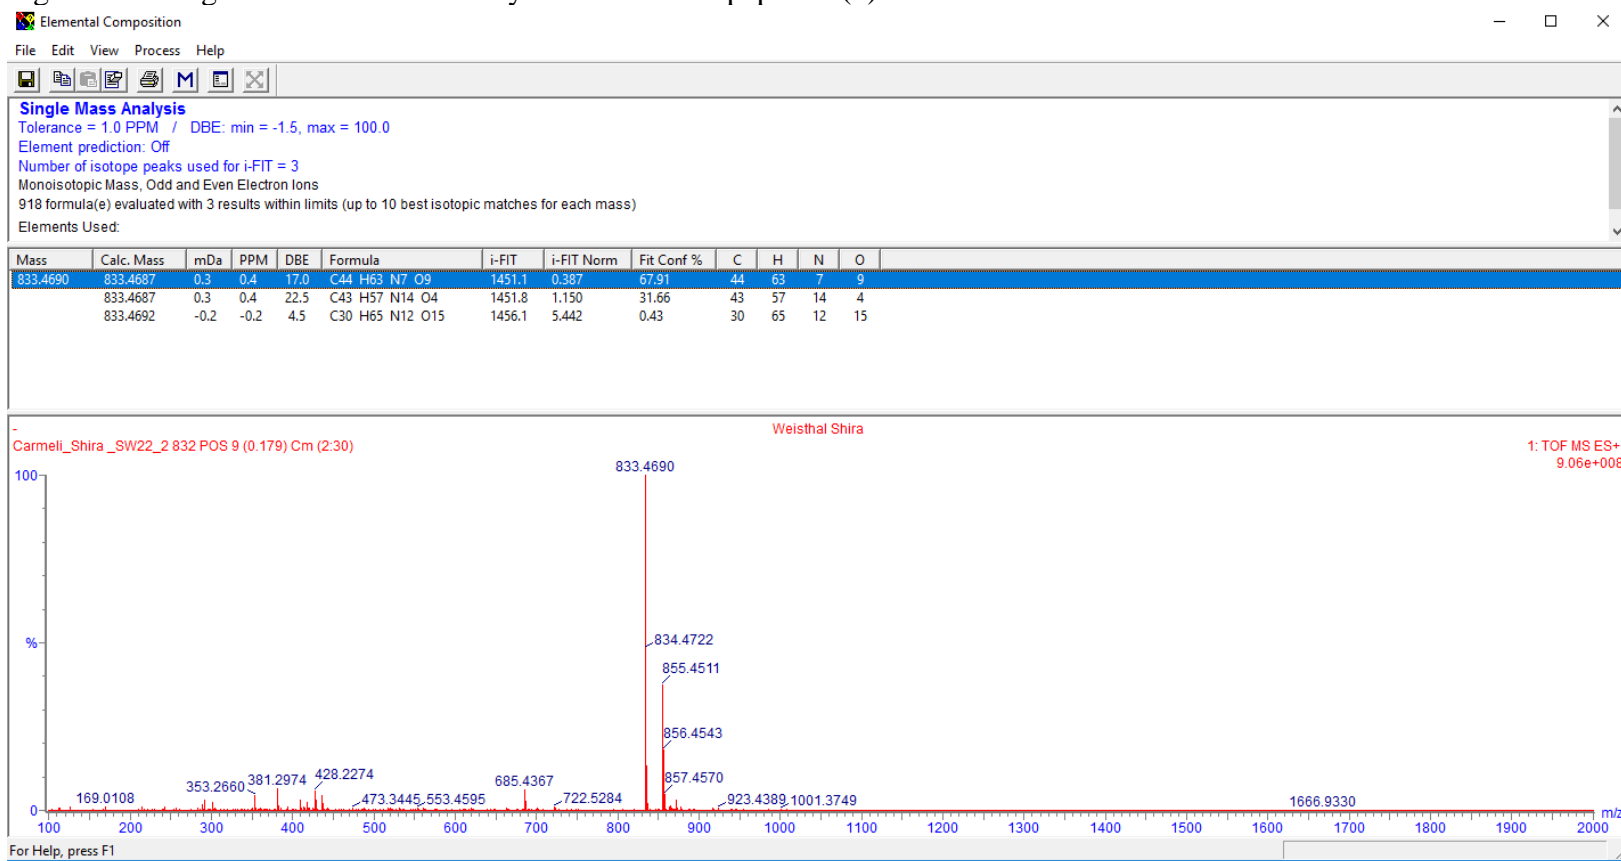 Elemental Composition
File Edit View Process Help
Single Mass Analysis
Tolerance = 1.0 PPM / DBE: min = -1.5, max = 100.0
Element prediction: Off
Number of isotope peaks used for i-FIT = 3
Monoisotopic Mass, Odd and Even Electron Ions
918 formula(e) evaluated with 3 results within limits (up to 10 best isotopic matches for each mass)
Elements Used:
Mass Calc. Mass mDa PPM DBE Formula i-FIT i-FIT Norm Fit Conf % C H N O
833.4690 833.4687 0.3 0.4 17.0 C44 H63 N7 O9 1451.1 0.387 67.91 44 63 7 9
833.4687 0.3 0.4 22.5 C43 H57 N14 O4 1451.8 1.150 31.66 43 57 14 4
833.4692 -0.2 -0.2 4.5 C30 H65 N12 O15 1456.1 5.442 0.43 30 65 12 15
-
Weisthal Shira
Carmeli_Shira _SW22_2 832 POS 9 (0.179) Cm (2:30)
1: TOF MS ES+
9.06e+008
100
833.4690
%
834.4722
855.4511
856.4543
857.4570
169.0108 353.2660 381.2974 428.2274 473.3445 553.4595 685.4367 722.5284 923.4389 1001.3749 1666.9330
0
100 200 300 400 500 600 700 800 900 1000 1100 1200 1300 1400 1500 1600 1700 1800 1900 2000 m/z
For Help, press F1